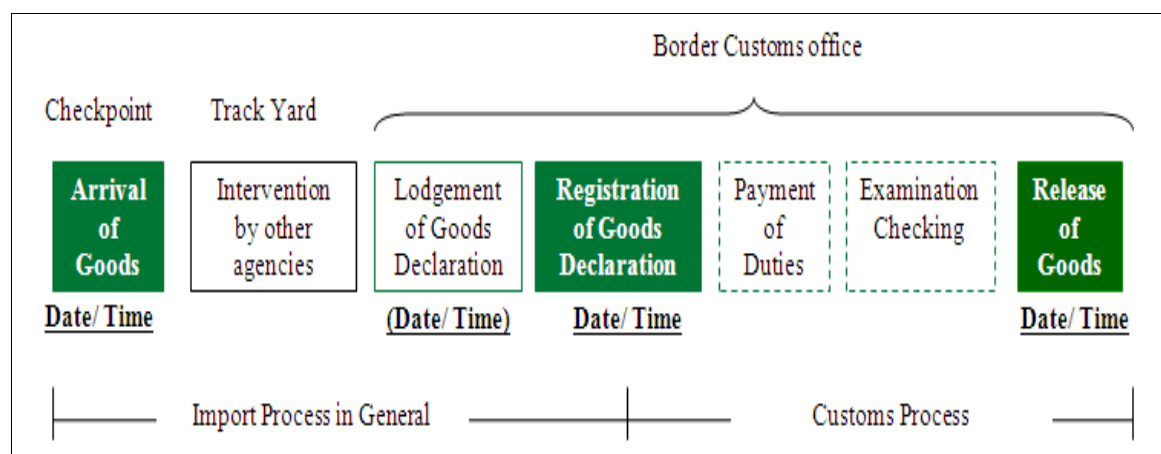 Border Customs office
Checkpoint
Track Yard
Arrival
of
Goods
Intervention
by other
agencies
Lodgement
of Goods
Declaration
Registration
of Goods
Declaration
Payment
of
Duties
Examination
Checking
Release
of
Goods
Date/ Time
(Date/ Time)
Date/ Time
Date/ Time
Import Process in General
Customs Process